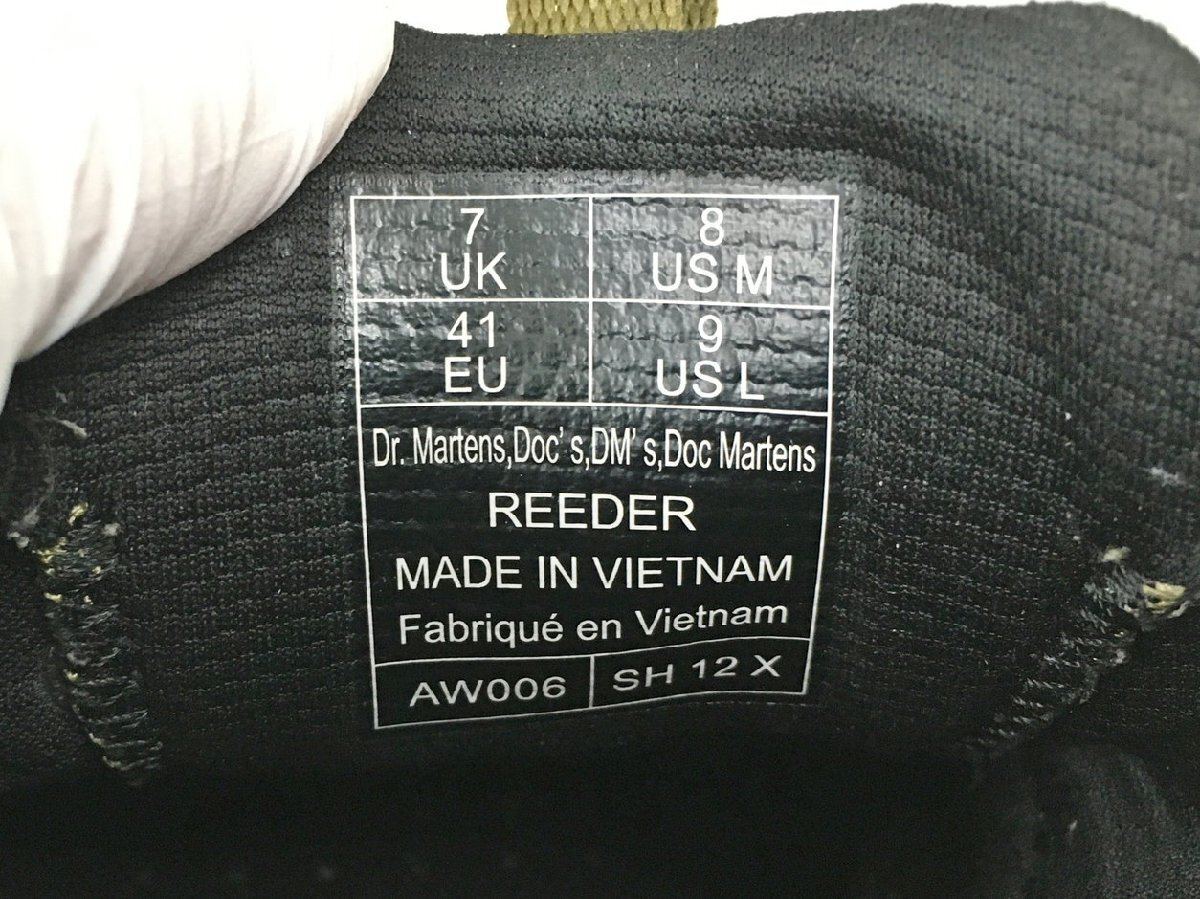 7 8
UK US M
41 9
EU US L
Dr. Martens,Doc's,DM's,Doc Martens
REEDER
MADE IN VIETNAM
Fabriqué en Vietnam
AW006 SH 12 X